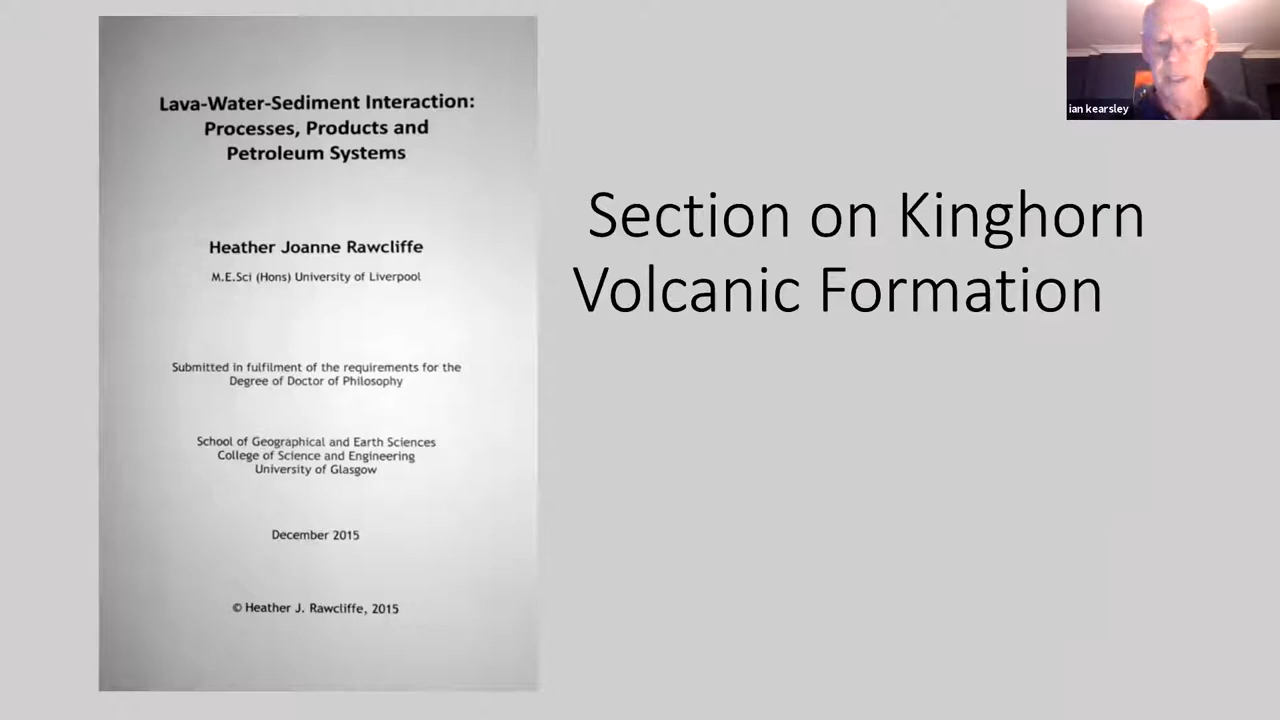 Lava-Water-Sediment Interaction:
Processes, Products and
Petroleum Systems
Heather Joanne Rawcliffe
M.E.Sci (Hons) University of Liverpool
Submitted in fulfilment of the requirements for the
Degree of Doctor of Philosophy
School of Geographical and Earth Sciences
College of Science and Engineering
University of Glasgow
December 2015
© Heather J. Rawcliffe, 2015
Section on Kinghorn
Volcanic Formation
ian kearsley